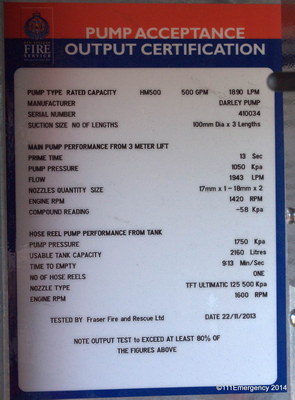 FIRE
SERVICE
PUMP ACCEPTANCE
OUTPUT CERTIFICATION
PUMP TYPE RATED CAPACITY HM500 500 GPM 1890 LPM
MANUFACTURER DARLEY PUMP
SERIAL NUMBER 410034
SUCTION SIZE NO OF LENGTHS 100mm Dia x 3 Lengths
MAIN PUMP PERFORMANCE FROM 3 METER LIFT
PRIME TIME 13 Sec
PUMP PRESSURE 1050 Kpa
FLOW 1943 LPM
NOZZLES QUANTITY SIZE 17mm x 1 - 18mm x 2
ENGINE RPM 1420 RPM
COMPOUND READING -58 Kpa
HOSE REEL PUMP PERFORMANCE FROM TANK
PUMP PRESSURE 1750 Kpa
USABLE TANK CAPACITY 2160 Litres
TIME TO EMPTY 9:13 Min/Sec
NO OF HOSE REELS ONE
NOZZLE TYPE TFT ULTIMATIC 125 500 Kpa
ENGINE RPM 1600 RPM
TESTED BY Fraser Fire and Rescue Ltd DATE 22/11/2013
NOTE OUTPUT TEST to EXCEED AT LEAST 80% OF
THE FIGURES ABOVE
©111Emergency 2014